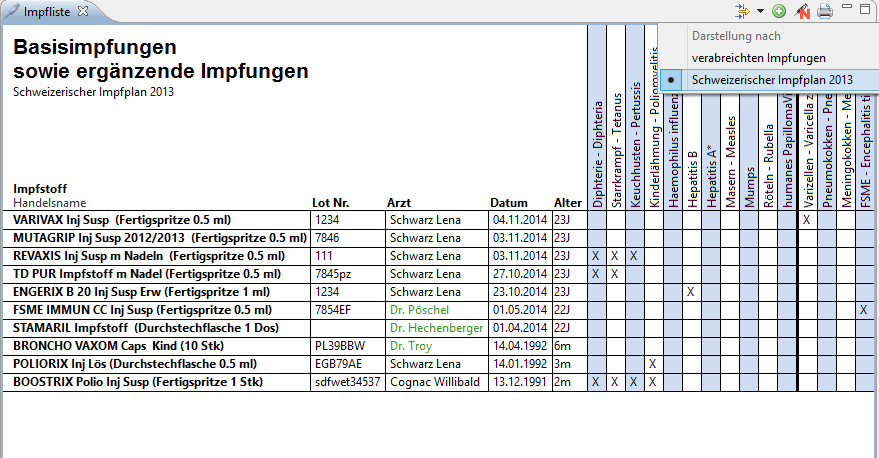 Impfliste
Darstellung nach
verabreichten Impfungen
Schweizerischer Impfplan 2013
Basisimpfungen
sowie ergänzende Impfungen
Schweizerischer Impfplan 2013
Impfstoff
Handelsname Lot Nr. Arzt Datum Alter
Diphterie - Diphteria
Starrkrampf - Tetanus
Keuchhusten - Pertussis
Kinderlähmung - Poliomyelitis
Haemophilus influenz
Hepatitis B
Hepatitis A*
Masern - Measles
Mumps
Röteln - Rubella
humanes PapillomaVi
Varizellen - Varicella z
Pneumokokken - Pne
Meningokokken - Me
FSME - Encephalitis ti
VARIVAX Inj Susp (Fertigspritze 0.5 ml) 1234 Schwarz Lena 04.11.2014 23J X
MUTAGRIP Inj Susp 2012/2013 (Fertigspritze 0.5 ml) 7846 Schwarz Lena 03.11.2014 23J
REVAXIS Inj Susp m Nadeln (Fertigspritze 0.5 ml) 111 Schwarz Lena 03.11.2014 23J X X X
TD PUR Impfstoff m Nadel (Fertigspritze 0.5 ml) 7845pz Schwarz Lena 27.10.2014 23J X X
ENGERIX B 20 Inj Susp Erw (Fertigspritze 1 ml) 1234 Schwarz Lena 23.10.2014 23J X
FSME IMMUN CC Inj Susp (Fertigspritze 0.5 ml) 7854EF Dr. Pöschel 01.05.2014 22J X
STAMARIL Impfstoff (Durchstechflasche 1 Dos) Dr. Hechenberger 01.04.2014 22J
BRONCHO VAXOM Caps Kind (10 Stk) PL39BBW Dr. Troy 14.04.1992 6m
POLIORIX Inj Lös (Durchstechflasche 0.5 ml) EGB79AE Schwarz Lena 14.01.1992 3m X
BOOSTRIX Polio Inj Susp (Fertigspritze 1 Stk) sdfwet34537 Cognac Willibald 13.12.1991 2m X X X X